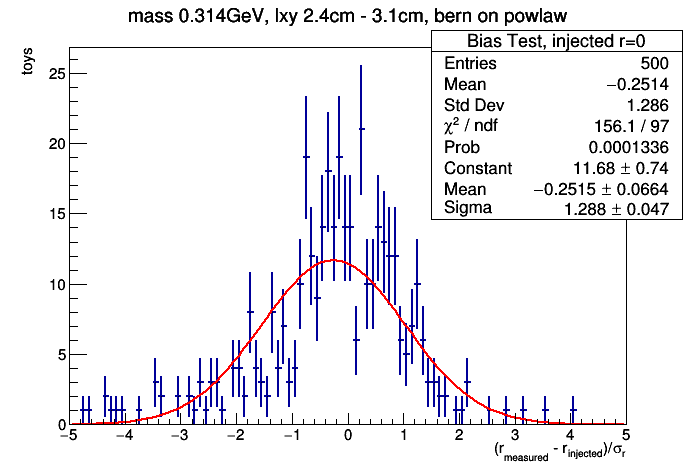 mass 0.314GeV, lxy 2.4cm - 3.1cm, bern on powlaw
Bias Test, injected r=0
Entries 500
Mean −0.2514
Std Dev 1.286
χ² / ndf 156.1 / 97
Prob 0.0001336
Constant 11.68 ± 0.74
Mean −0.2515 ± 0.0664
Sigma 1.288 ± 0.047
toys
25
20
15
10
5
0
−5 −4 −3 −2 −1 0 1 2 3 4 5
(r_measured - r_injected)/σ_r